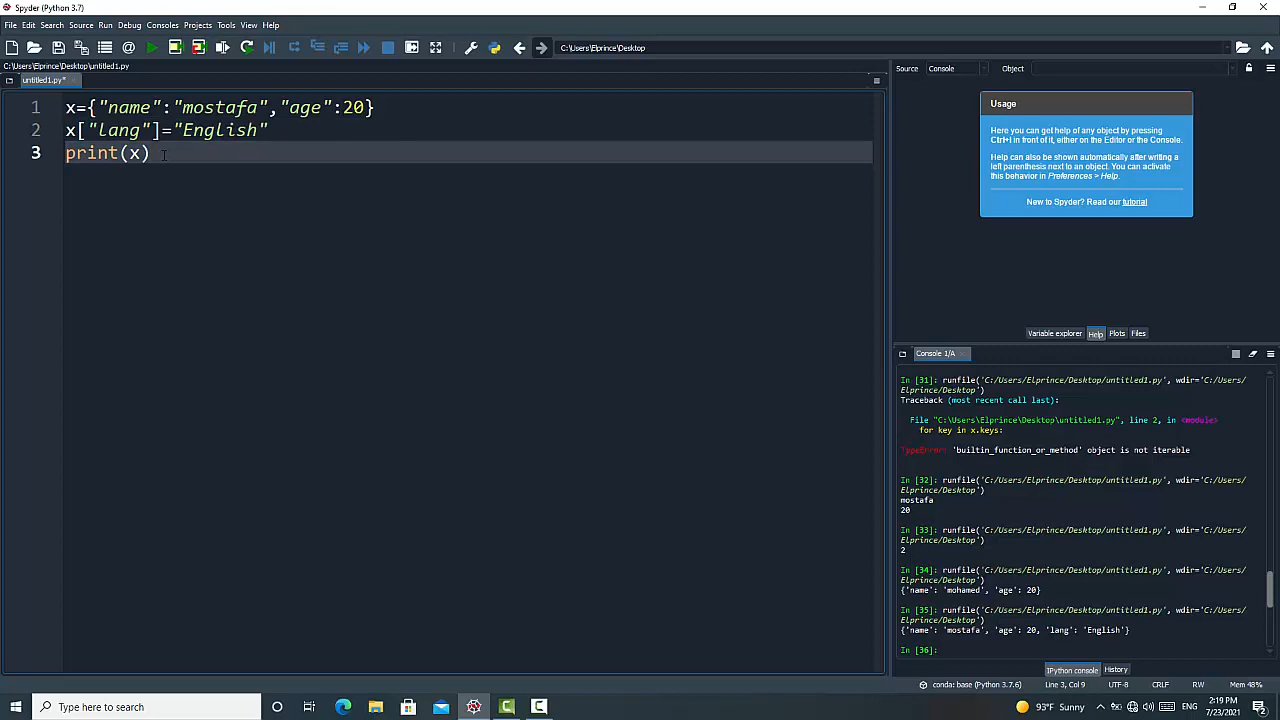 Spyder (Python 3.7)
File Edit Search Source Run Debug Consoles Projects Tools View Help
C:\Users\Elprince\Desktop
C:\Users\Elprince\Desktop\untitled1.py
untitled1.py*
1 x={"name":"mostafa","age":20}
2 x["lang"]="English"
3 print(x)
Source Console Object
Usage
Here you can get help of any object by pressing
Ctrl+I in front of it, either on the Editor or the Console.
Help can also be shown automatically after writing a
left parenthesis next to an object. You can activate
this behavior in Preferences > Help.
New to Spyder? Read our tutorial
Variable explorer Help Plots Files
Console 1/A
In [31]: runfile('C:/Users/Elprince/Desktop/untitled1.py', wdir='C:/Users/
Elprince/Desktop')
Traceback (most recent call last):
File "C:\Users\Elprince\Desktop\untitled1.py", line 2, in <module>
for key in x.keys:
TypeError: 'builtin_function_or_method' object is not iterable
In [32]: runfile('C:/Users/Elprince/Desktop/untitled1.py', wdir='C:/Users/
Elprince/Desktop')
mostafa
20
In [33]: runfile('C:/Users/Elprince/Desktop/untitled1.py', wdir='C:/Users/
Elprince/Desktop')
2
In [34]: runfile('C:/Users/Elprince/Desktop/untitled1.py', wdir='C:/Users/
Elprince/Desktop')
{'name': 'mohamed', 'age': 20}
In [35]: runfile('C:/Users/Elprince/Desktop/untitled1.py', wdir='C:/Users/
Elprince/Desktop')
{'name': 'mostafa', 'age': 20, 'lang': 'English'}
In [36]:
IPython console History
conda: base (Python 3.7.6) Line 3, Col 9 UTF-8 CRLF RW Mem 48%
Type here to search
93°F Sunny
ENG
2:19 PM
7/23/2021
2